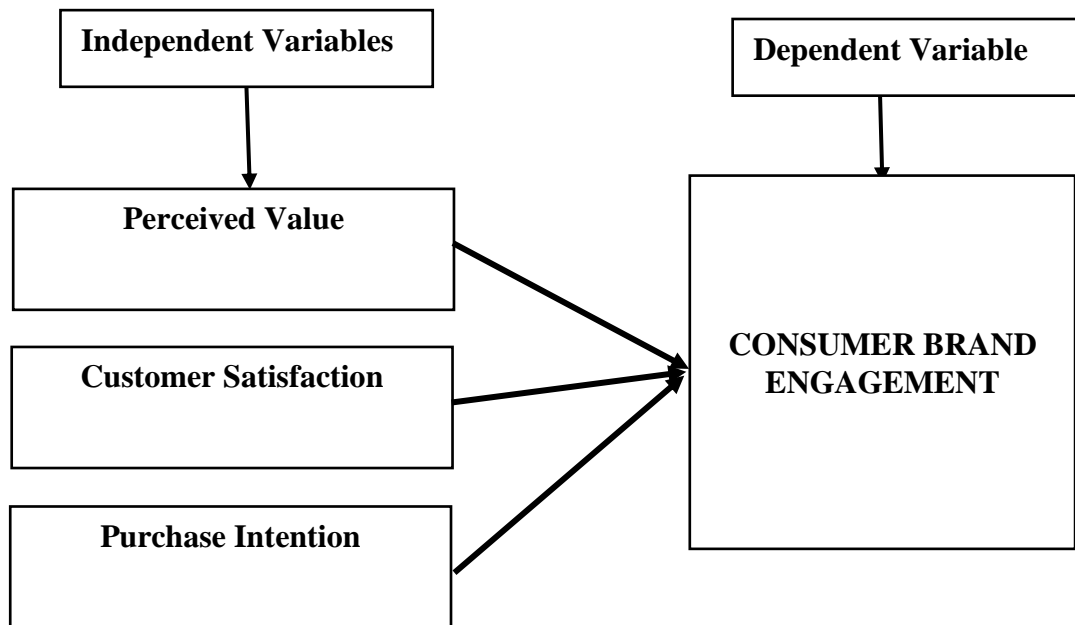 Independent Variables
Dependent Variable
Perceived Value
Customer Satisfaction
CONSUMER BRAND
ENGAGEMENT
Purchase Intention